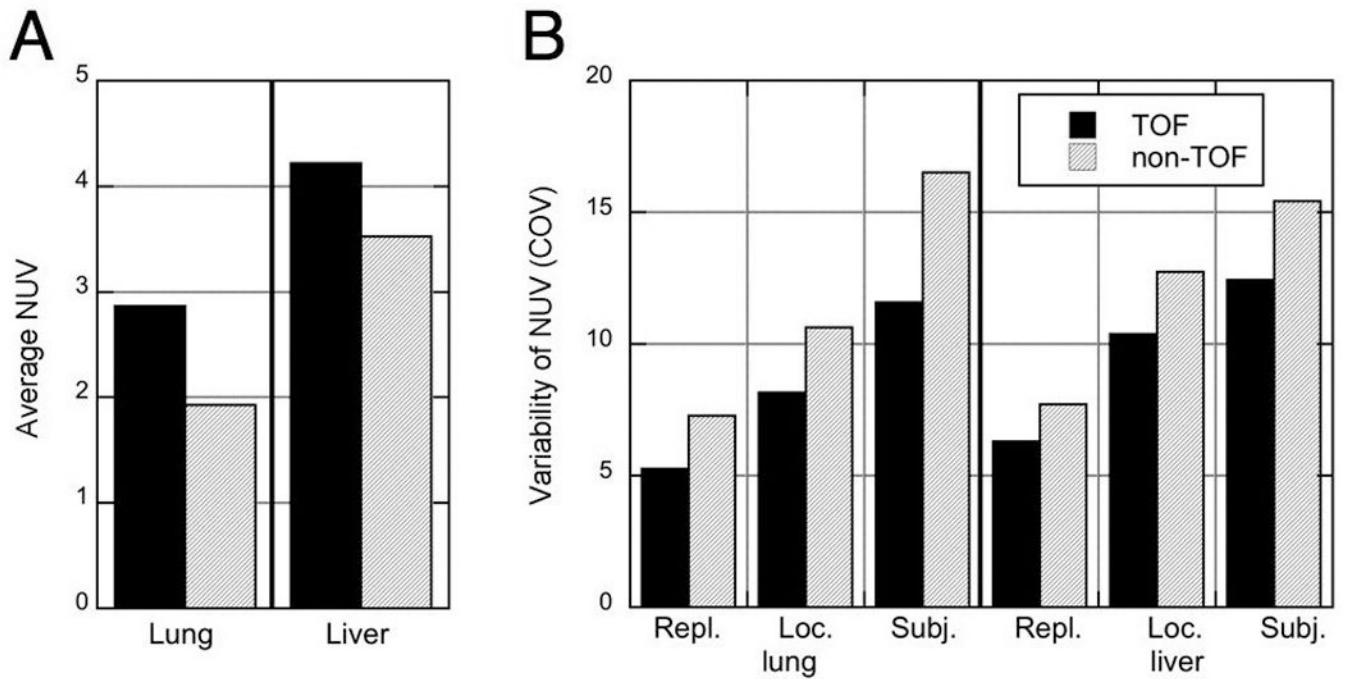 A
5
4
3
2
1
0
Average NUV
Lung Liver
B
20
15
10
5
0
Variability of NUV (COV)
TOF
non-TOF
Repl. Loc. Subj. Repl. Loc. Subj.
lung liver